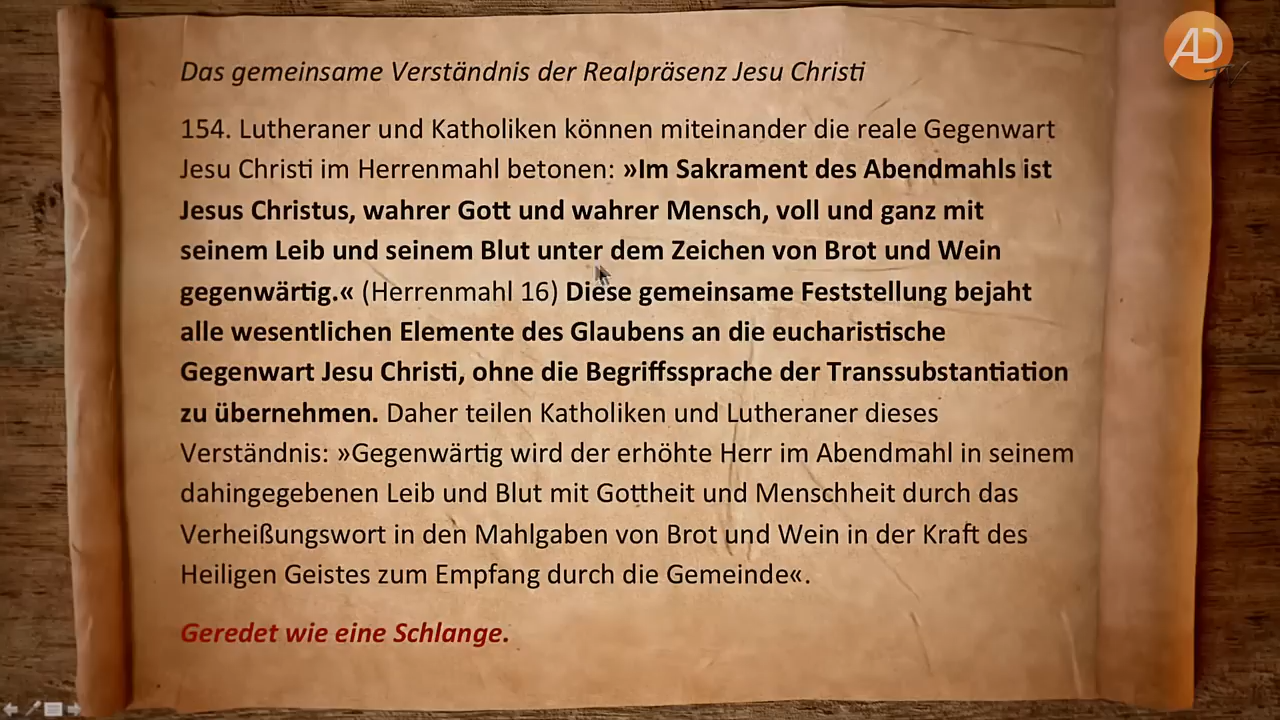 AD
TV
Das gemeinsame Verständnis der Realpräsenz Jesu Christi
154. Lutheraner und Katholiken können miteinander die reale Gegenwart
Jesu Christi im Herrenmahl betonen: »Im Sakrament des Abendmahls ist
Jesus Christus, wahrer Gott und wahrer Mensch, voll und ganz mit
seinem Leib und seinem Blut unter dem Zeichen von Brot und Wein
gegenwärtig.« (Herrenmahl 16) Diese gemeinsame Feststellung bejaht
alle wesentlichen Elemente des Glaubens an die eucharistische
Gegenwart Jesu Christi, ohne die Begriffssprache der Transsubstantiation
zu übernehmen. Daher teilen Katholiken und Lutheraner dieses
Verständnis: »Gegenwärtig wird der erhöhte Herr im Abendmahl in seinem
dahingegebenen Leib und Blut mit Gottheit und Menschheit durch das
Verheißungswort in den Mahlgaben von Brot und Wein in der Kraft des
Heiligen Geistes zum Empfang durch die Gemeinde«.
Geredet wie eine Schlange.